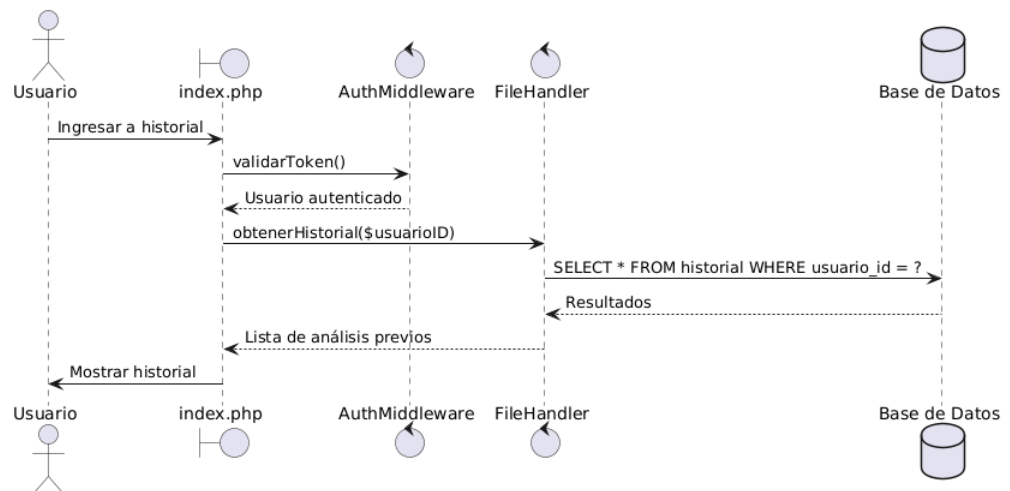 Usuario
index.php
AuthMiddleware
FileHandler
Base de Datos
Ingresar a historial
validarToken()
Usuario autenticado
obtenerHistorial($usuarioID)
SELECT * FROM historial WHERE usuario_id = ?
Resultados
Lista de análisis previos
Mostrar historial
Usuario
index.php
AuthMiddleware
FileHandler
Base de Datos